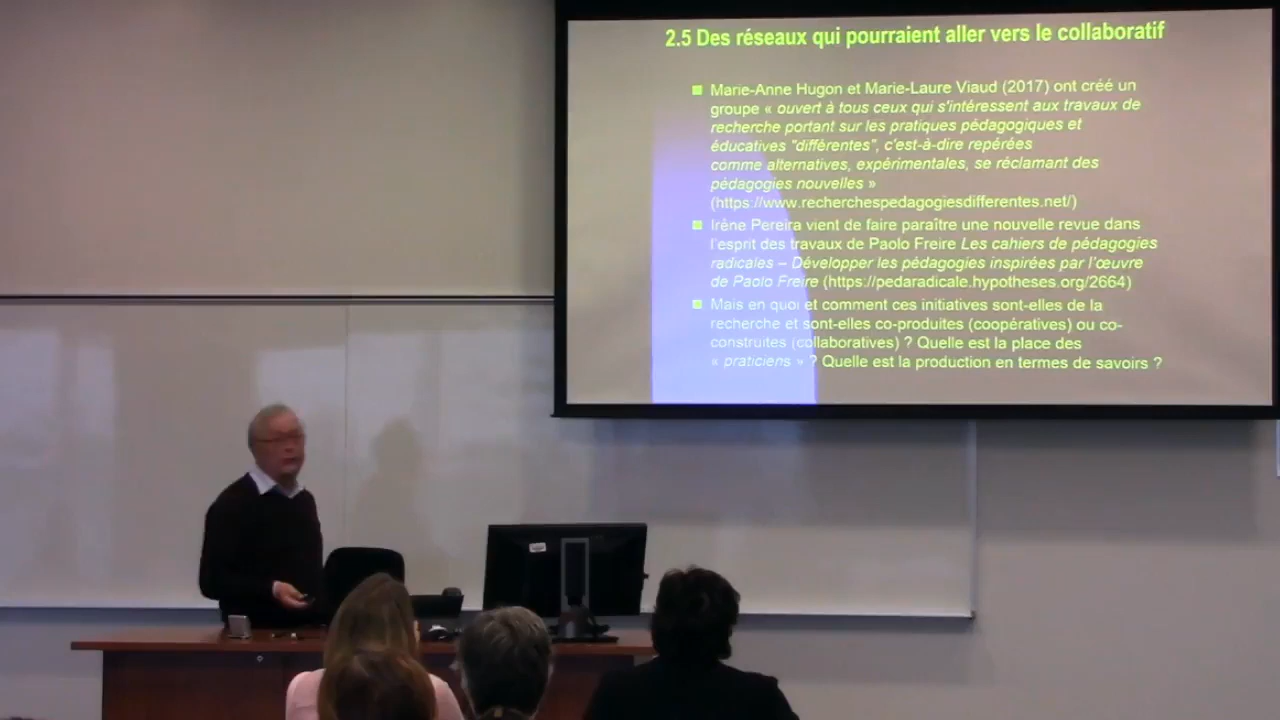 2.5 Des réseaux qui pourraient aller vers le collaboratif
Marie-Anne Hugon et Marie-Laure Viaud (2017) ont créé un
groupe « ouvert à tous ceux qui s'intéressent aux travaux de
recherche portant sur les pratiques pédagogiques et
éducatives "différentes", c'est-à-dire repérées
comme alternatives, expérimentales, se réclamant des
pédagogies nouvelles »
(https://www.recherchespedagogiesdifferentes.net/)
Irène Pereira vient de faire paraître une nouvelle revue dans
l'esprit des travaux de Paolo Freire Les cahiers de pédagogies
radicales – Développer les pédagogies inspirées par l'œuvre
de Paolo Freire (https://pedaradicale.hypotheses.org/2664)
Mais en quoi et comment ces initiatives sont-elles de la
recherche et sont-elles co-produites (coopératives) ou co-
construites (collaboratives) ? Quelle est la place des
« praticiens » ? Quelle est la production en termes de savoirs ?